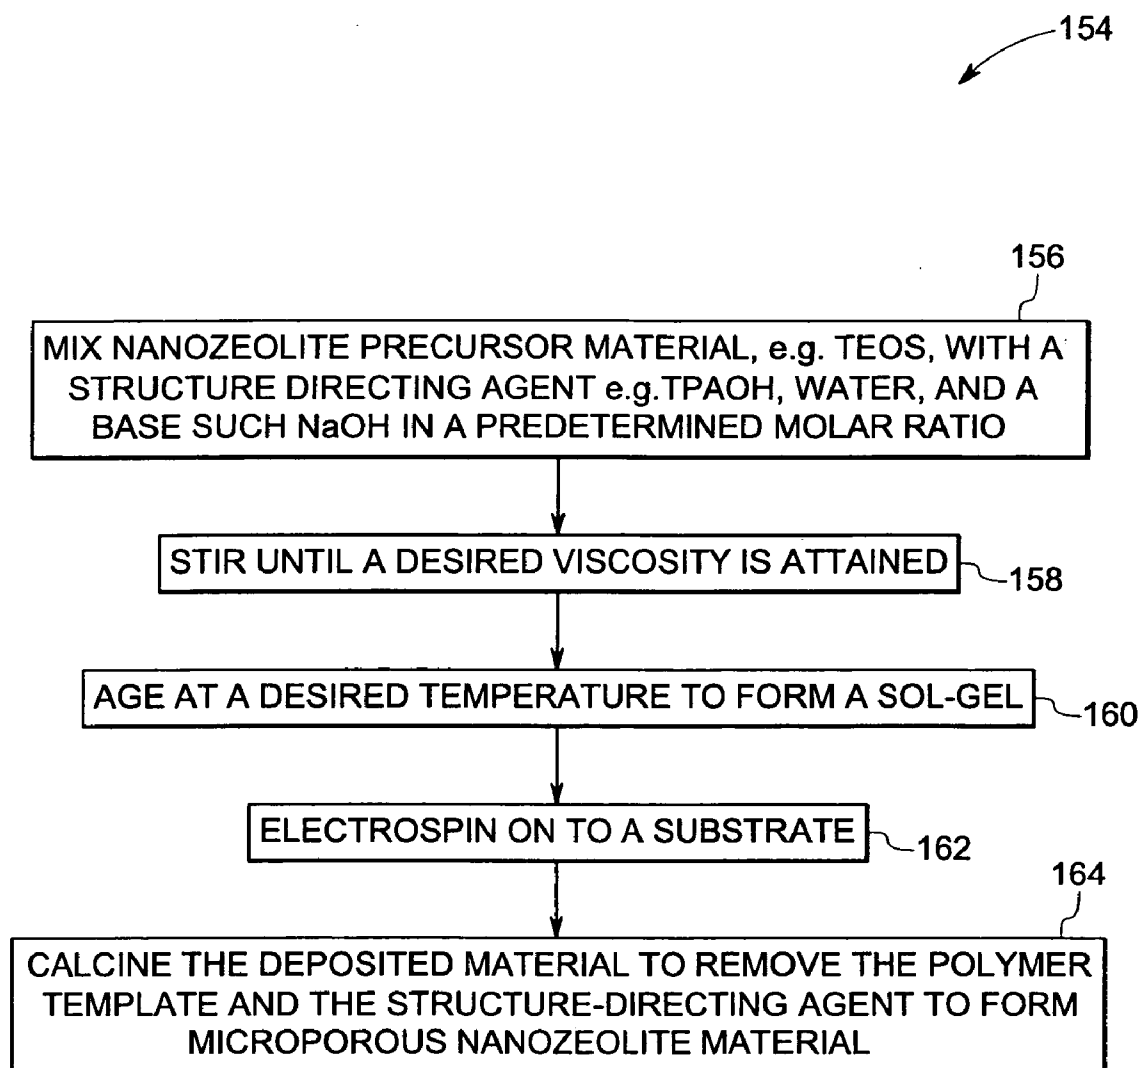 154
156
MIX NANOZEOLITE PRECURSOR MATERIAL, e.g. TEOS, WITH A
STRUCTURE DIRECTING AGENT e.g.TPAOH, WATER, AND A
BASE SUCH NaOH IN A PREDETERMINED MOLAR RATIO
STIR UNTIL A DESIRED VISCOSITY IS ATTAINED
158
AGE AT A DESIRED TEMPERATURE TO FORM A SOL-GEL
160
ELECTROSPIN ON TO A SUBSTRATE
162
164
CALCINE THE DEPOSITED MATERIAL TO REMOVE THE POLYMER
TEMPLATE AND THE STRUCTURE-DIRECTING AGENT TO FORM
MICROPOROUS NANOZEOLITE MATERIAL